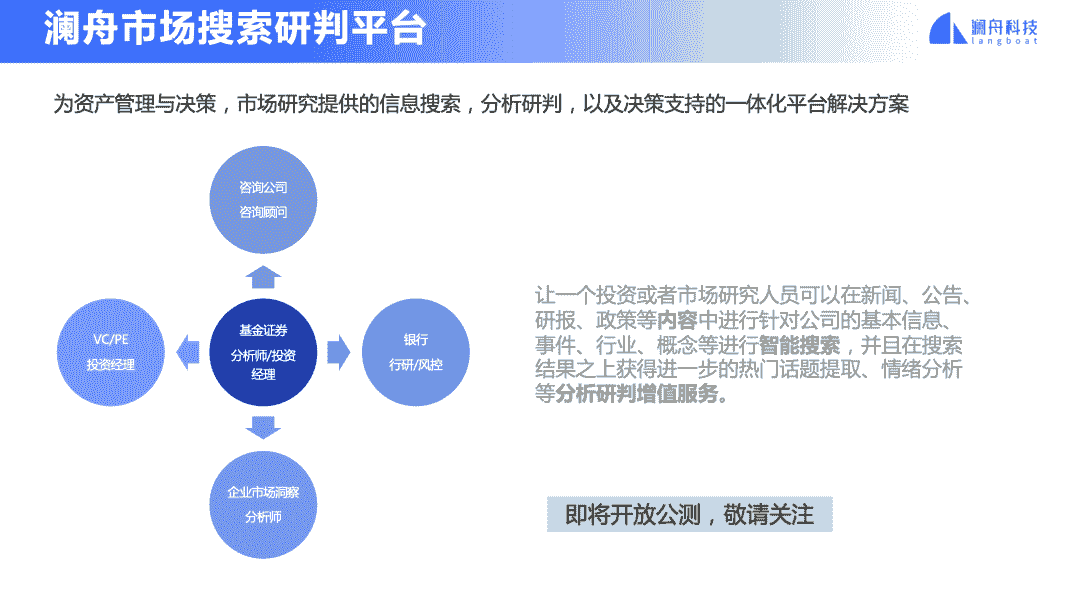 澜舟市场搜索研判平台
澜舟科技
langboat
为资产管理与决策，市场研究提供的信息搜索，分析研判，以及决策支持的一体化平台解决方案
咨询公司
咨询顾问
VC/PE
投资经理
基金证券
分析师/投资
经理
银行
行研/风控
企业市场洞察
分析师
让一个投资或者市场研究人员可以在新闻、公告、
研报、政策等内容中进行针对公司的基本信息、
事件、行业、概念等进行智能搜索，并且在搜索
结果之上获得进一步的热门话题提取、情绪分析
等分析研判增值服务。
即将开放公测，敬请关注